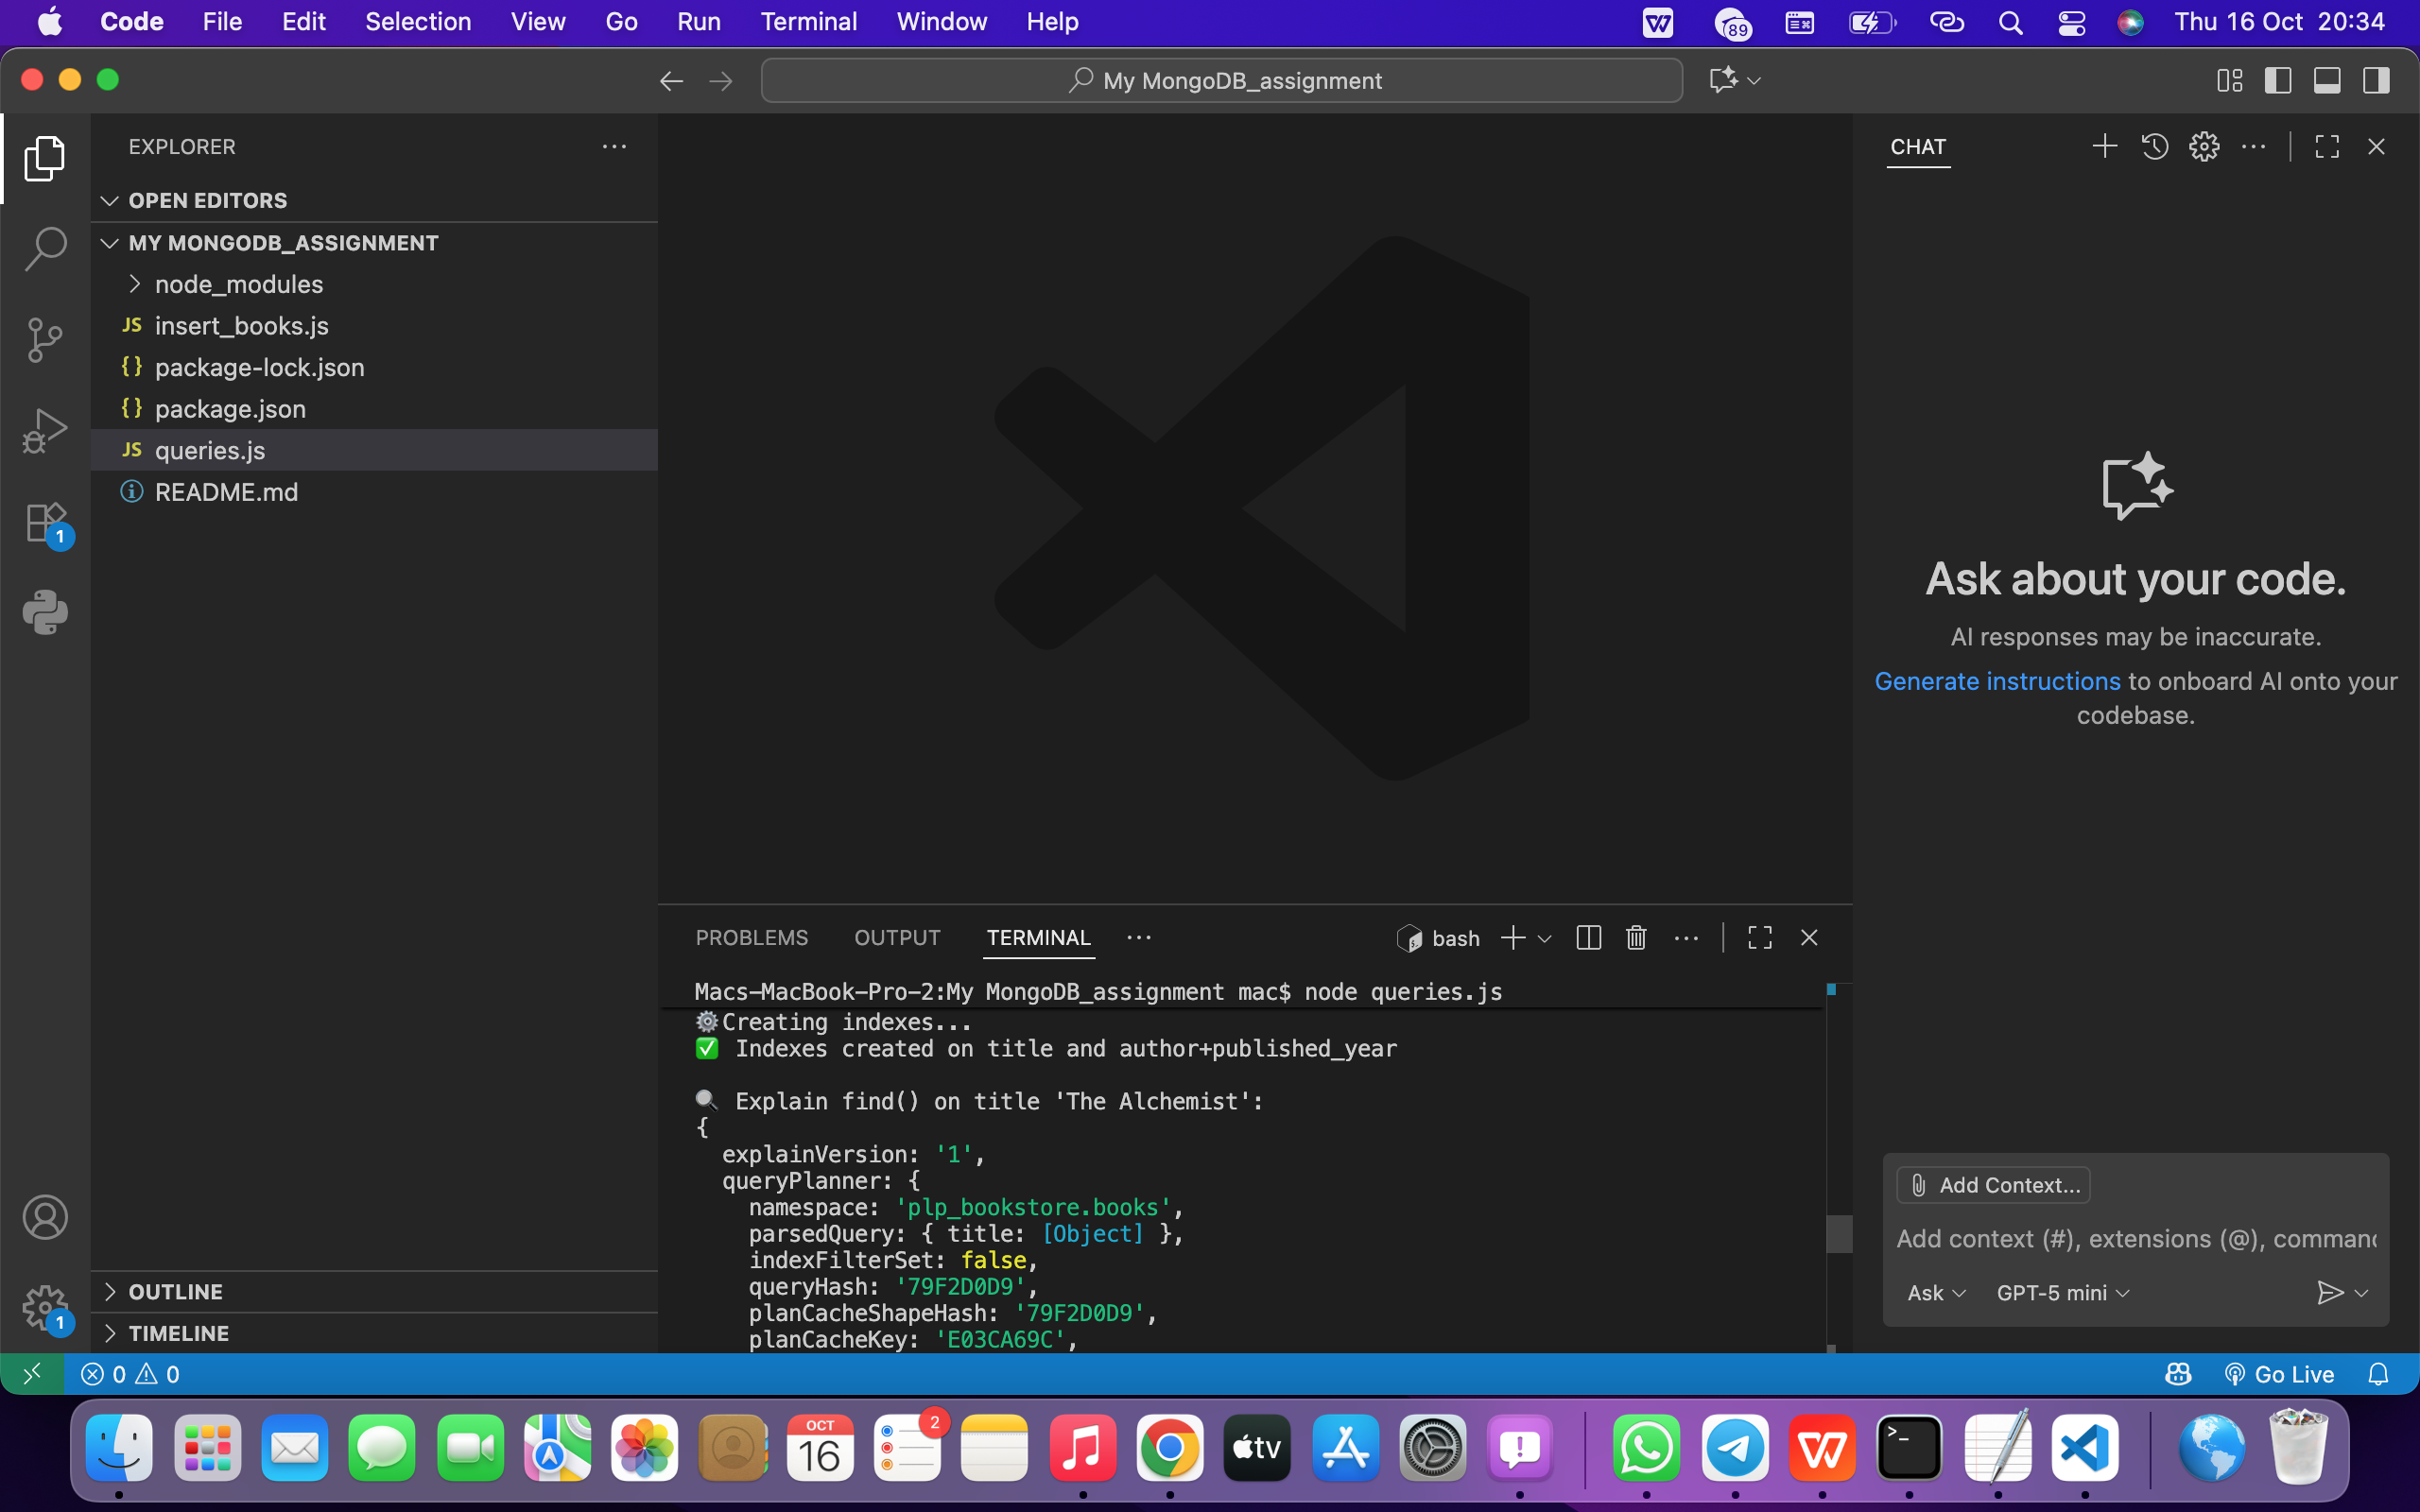 Code File Edit Selection View Go Run Terminal Window Help
89
Thu 16 Oct 20:34
My MongoDB_assignment
EXPLORER
OPEN EDITORS
MY MONGODB_ASSIGNMENT
node_modules
JS insert_books.js
{} package-lock.json
{} package.json
JS queries.js
README.md
1
OUTLINE
1
TIMELINE
PROBLEMS OUTPUT TERMINAL
bash
Macs-MacBook-Pro-2:My MongoDB_assignment mac$ node queries.js
⚙️Creating indexes...
✅ Indexes created on title and author+published_year
🔍 Explain find() on title 'The Alchemist':
{
explainVersion: '1',
queryPlanner: {
namespace: 'plp_bookstore.books',
parsedQuery: { title: [Object] },
indexFilterSet: false,
queryHash: '79F2D0D9',
planCacheShapeHash: '79F2D0D9',
planCacheKey: 'E03CA69C',
CHAT
Ask about your code.
AI responses may be inaccurate.
Generate instructions to onboard AI onto your
codebase.
Add Context...
Add context (#), extensions (@), comman
Ask GPT-5 mini
0 0
Go Live
OCT
16
2
tv